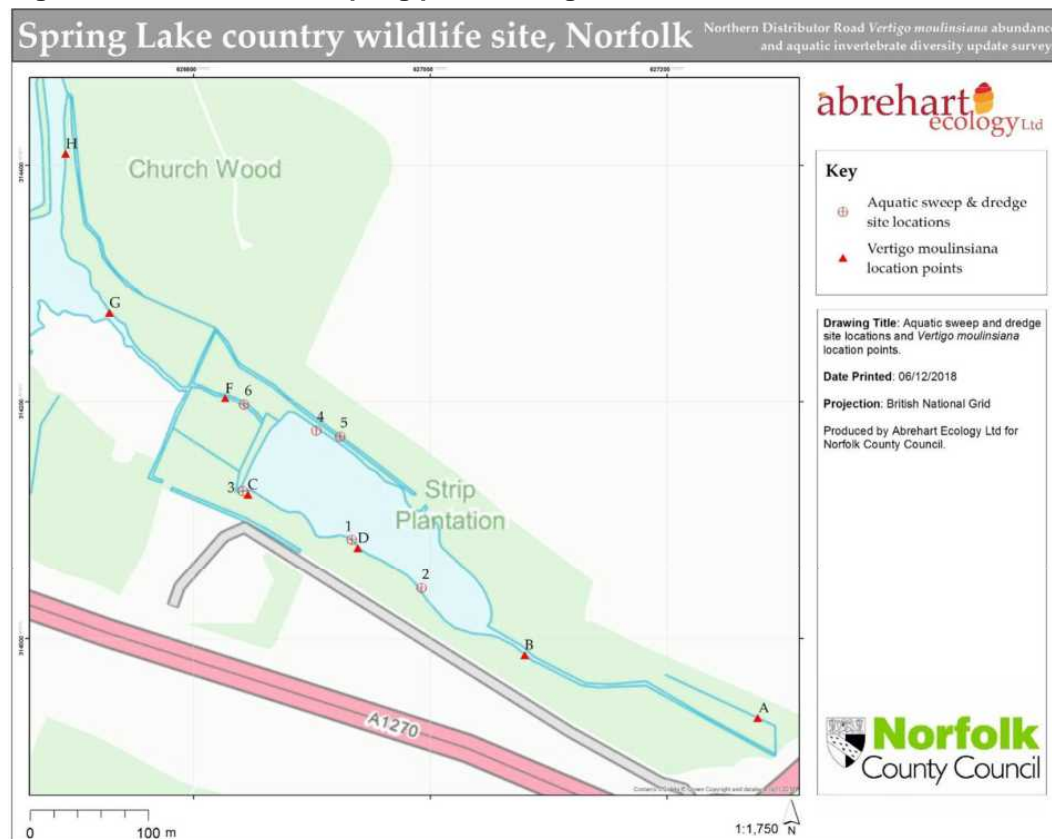 Spring Lake country wildlife site, Norfolk
Northern Distributor Road Vertigo moulinsiana abundance
and aquatic invertebrate diversity update survey
abrehart
ecology Ltd
Key
Aquatic sweep & dredge
site locations
Vertigo moulinsiana
location points
Drawing Title: Aquatic sweep and dredge
site locations and Vertigo moulinsiana
location points.
Date Printed: 06/12/2018
Projection: British National Grid
Produced by Abrehart Ecology Ltd for
Norfolk County Council.
H
Church Wood
G
F
6
4
5
3
C
Strip
Plantation
1
D
2
B
A
A1270
Norfolk
County Council
0
100 m
1:1,750
N